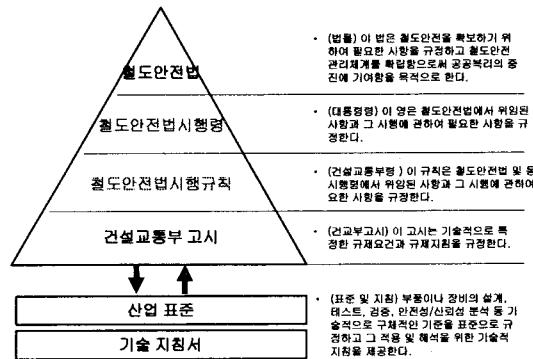 철도안전법
철도안전법시행령
철도안전법시행규칙
건설교통부 고시
산업 표준
기술 지침서
• (법률) 이 법은 철도안전을 확보하기 위
하여 필요한 사항을 규정하고 철도안전
관리체계를 확립함으로써 공공복리의 증
진에 기여함을 목적으로 한다.
• (대통령령) 이 영은 철도안전법에서 위임된
사항과 그 시행에 관하여 필요한 사항을 규
정한다.
• (건설교통부령) 이 규칙은 철도안전법 및 동
시행령에서 위임된 사항과 그 시행에 관하여
요한 사항을 규정한다.
• (건교부고시) 이 고시는 기술적으로 특
정한 규제요건과 규제지침을 규정한다.
• (표준 및 지침) 부품이나 장비의 설계,
테스트, 검증, 안전성/신뢰성 분석 등 기
술적으로 구체적인 기준을 표준으로 규
정하고 그 적용 및 해석을 위한 기술적
지침을 제공한다.